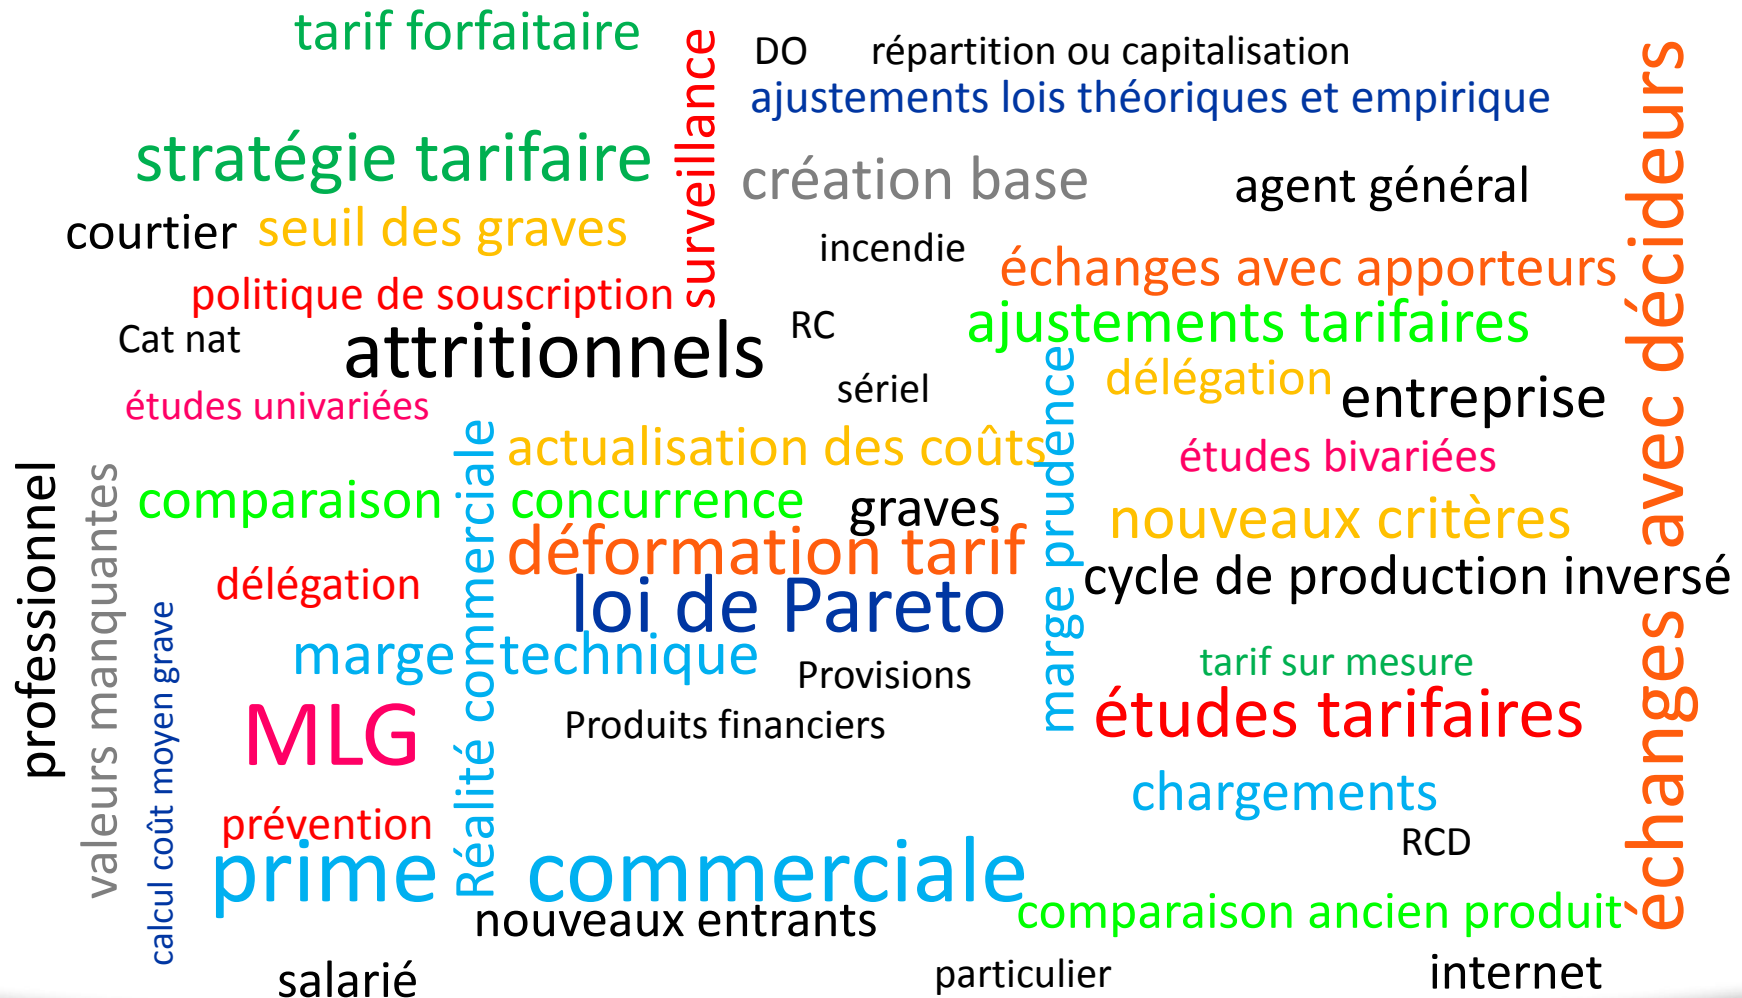 tarif forfaitaire
surveillance
DO
répartition ou capitalisation
ajustements lois théoriques et empirique
échanges avec décideurs
stratégie tarifaire
création base
agent général
courtier
seuil des graves
incendie
échanges avec apporteurs
politique de souscription
Cat nat
attritionnels
RC
ajustements tarifaires
marge prudence
délégation
entreprise
études univariées
sériel
Réalité commerciale
actualisation des coûts
études bivariées
professionnel
valeurs manquantes
comparaison concurrence
graves
nouveaux critères
déformation tarif
cycle de production inversé
délégation
loi de Pareto
calcul coût moyen grave
marge technique
Provisions
tarif sur mesure
MLG
Produits financiers
études tarifaires
chargements
prévention
RCD
prime commerciale
nouveaux entrants
comparaison ancien produit
salarié
particulier
internet